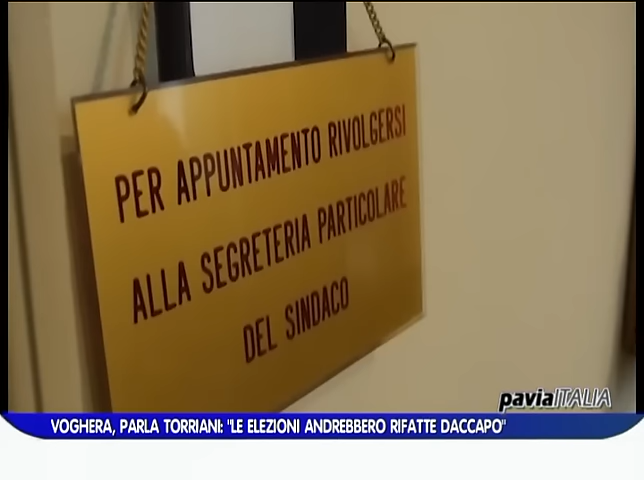 PER APPUNTAMENTO RIVOLGERSI
ALLA SEGRETERIA PARTICOLARE
DEL SINDACO
paviaITALIA
VOGHERA, PARLA TORRIANI: "LE ELEZIONI ANDREBBERO RIFATTE DACCAPO"